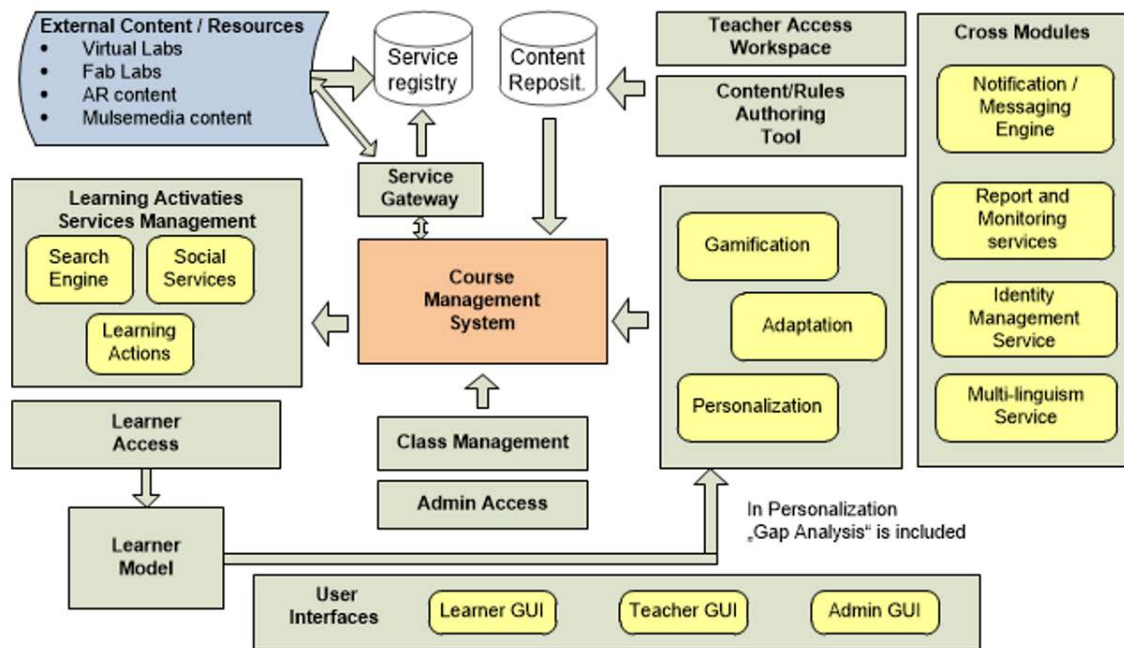 External Content / Resources
• Virtual Labs
• Fab Labs
• AR content
• Mulsemedia content
Service
registry
Content
Reposit.
Teacher Access
Workspace
Content/Rules
Authoring
Tool
Cross Modules
Notification /
Messaging
Engine
Report and
Monitoring
services
Identity
Management
Service
Multi-linguism
Service
Service
Gateway
Learning Activaties
Services Management
Search
Engine
Social
Services
Learning
Actions
Course
Management
System
Gamification
Adaptation
Personalization
Learner
Access
Class Management
Admin Access
Learner
Model
In Personalization
„Gap Analysis“ is included
User
Interfaces
Learner GUI
Teacher GUI
Admin GUI